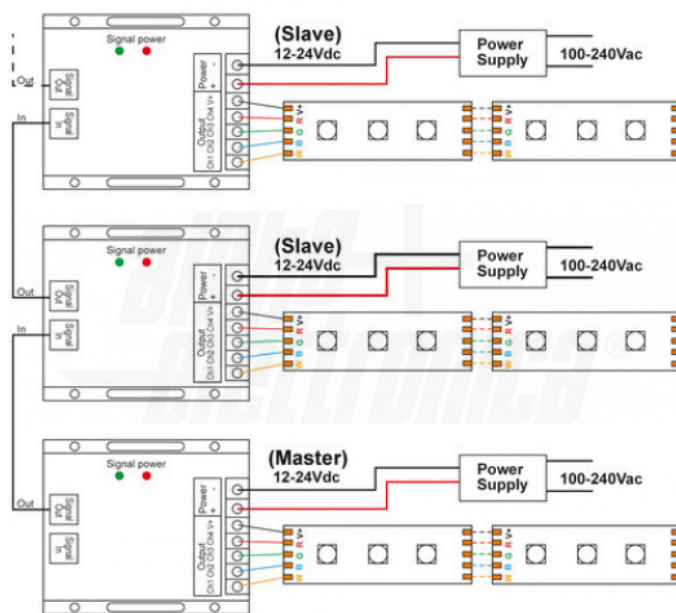 Signal power
(Slave)
12-24Vdc
Power
Supply
100-240Vac
Out
Signal
Out
In
Signal
In
Power
- +
Output
Ch1 Ch2 Ch3 Ch4 V+
V+
R
G
B
W
Signal power
(Slave)
12-24Vdc
Power
Supply
100-240Vac
Out
Signal
Out
In
Signal
In
Power
- +
Output
Ch1 Ch2 Ch3 Ch4 V+
V+
R
G
B
W
alpha
elettronica®
Signal power
(Master)
12-24Vdc
Power
Supply
100-240Vac
Out
Signal
Out
Signal
In
Power
- +
Output
Ch1 Ch2 Ch3 Ch4 V+
V+
R
G
B
W